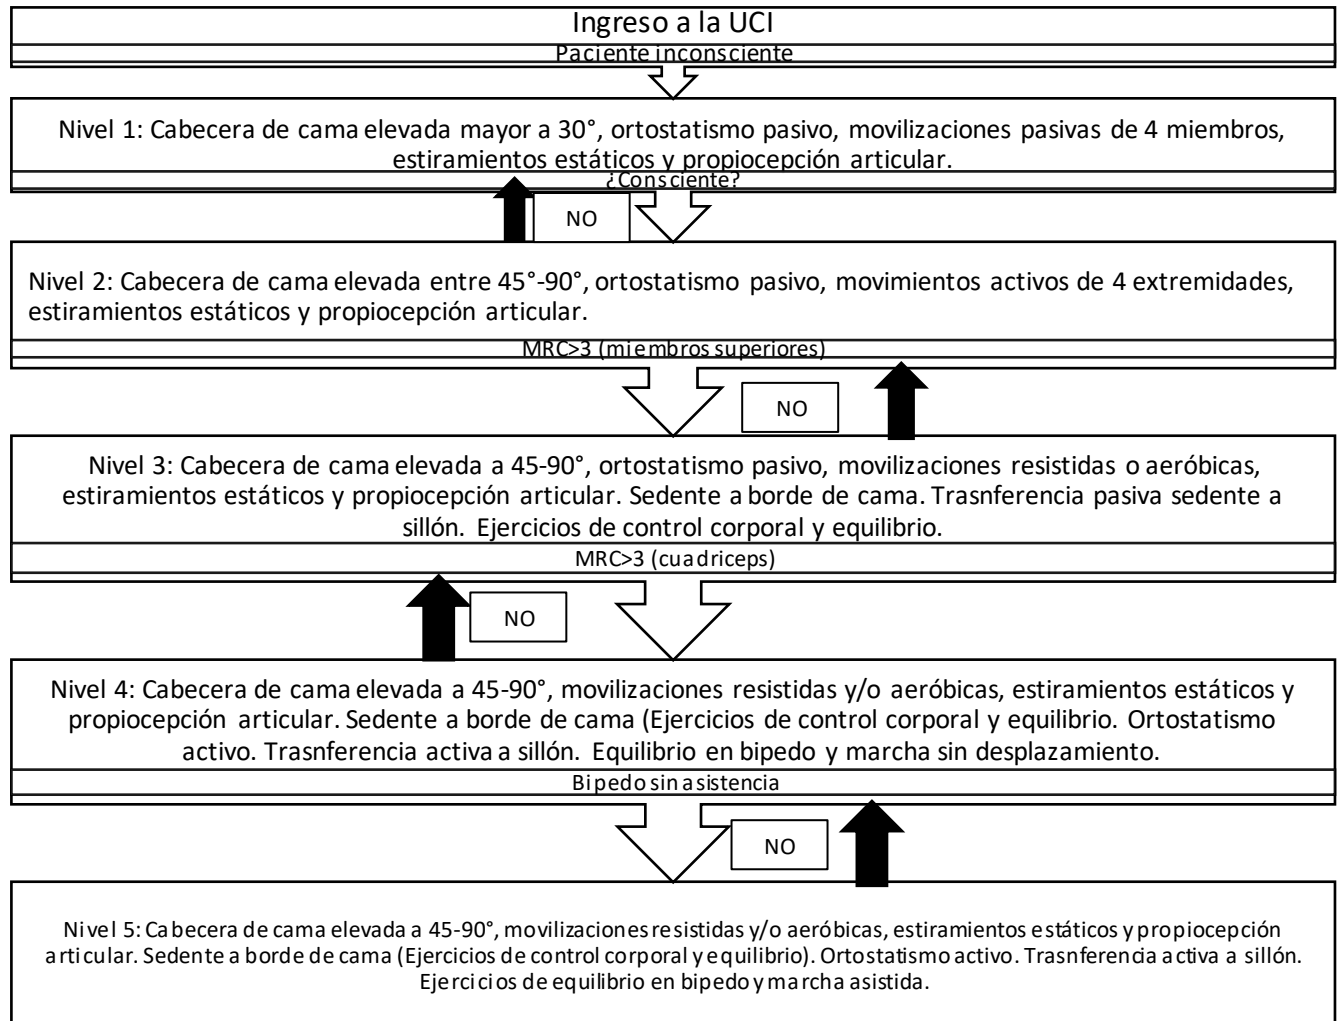 Ingreso a la UCI
Paciente inconsciente
Nivel 1: Cabecera de cama elevada mayor a 30°, ortostatismo pasivo, movilizaciones pasivas de 4 miembros,
estiramientos estáticos y propiocepción articular.
¿Consciente?
NO
Nivel 2: Cabecera de cama elevada entre 45°-90°, ortostatismo pasivo, movimientos activos de 4 extremidades,
estiramientos estáticos y propiocepción articular.
MRC>3 (miembros superiores)
NO
Nivel 3: Cabecera de cama elevada a 45-90°, ortostatismo pasivo, movilizaciones resistidas o aeróbicas,
estiramientos estáticos y propiocepción articular. Sedente a borde de cama. Trasnferencia pasiva sedente a
sillón. Ejercicios de control corporal y equilibrio.
MRC>3 (cuadriceps)
NO
Nivel 4: Cabecera de cama elevada a 45-90°, movilizaciones resistidas y/o aeróbicas, estiramientos estáticos y
propiocepción articular. Sedente a borde de cama (Ejercicios de control corporal y equilibrio. Ortostatismo
activo. Trasnferencia activa a sillón. Equilibrio en bipedo y marcha sin desplazamiento.
Bipedo sin asistencia
NO
Nivel 5: Cabecera de cama elevada a 45-90°, movilizaciones resistidas y/o aeróbicas, estiramientos estáticos y propiocepción
articular. Sedente a borde de cama (Ejercicios de control corporal y equilibrio). Ortostatismo activo. Trasnferencia activa a sillón.
Ejercicios de equilibrio en bipedo y marcha asistida.